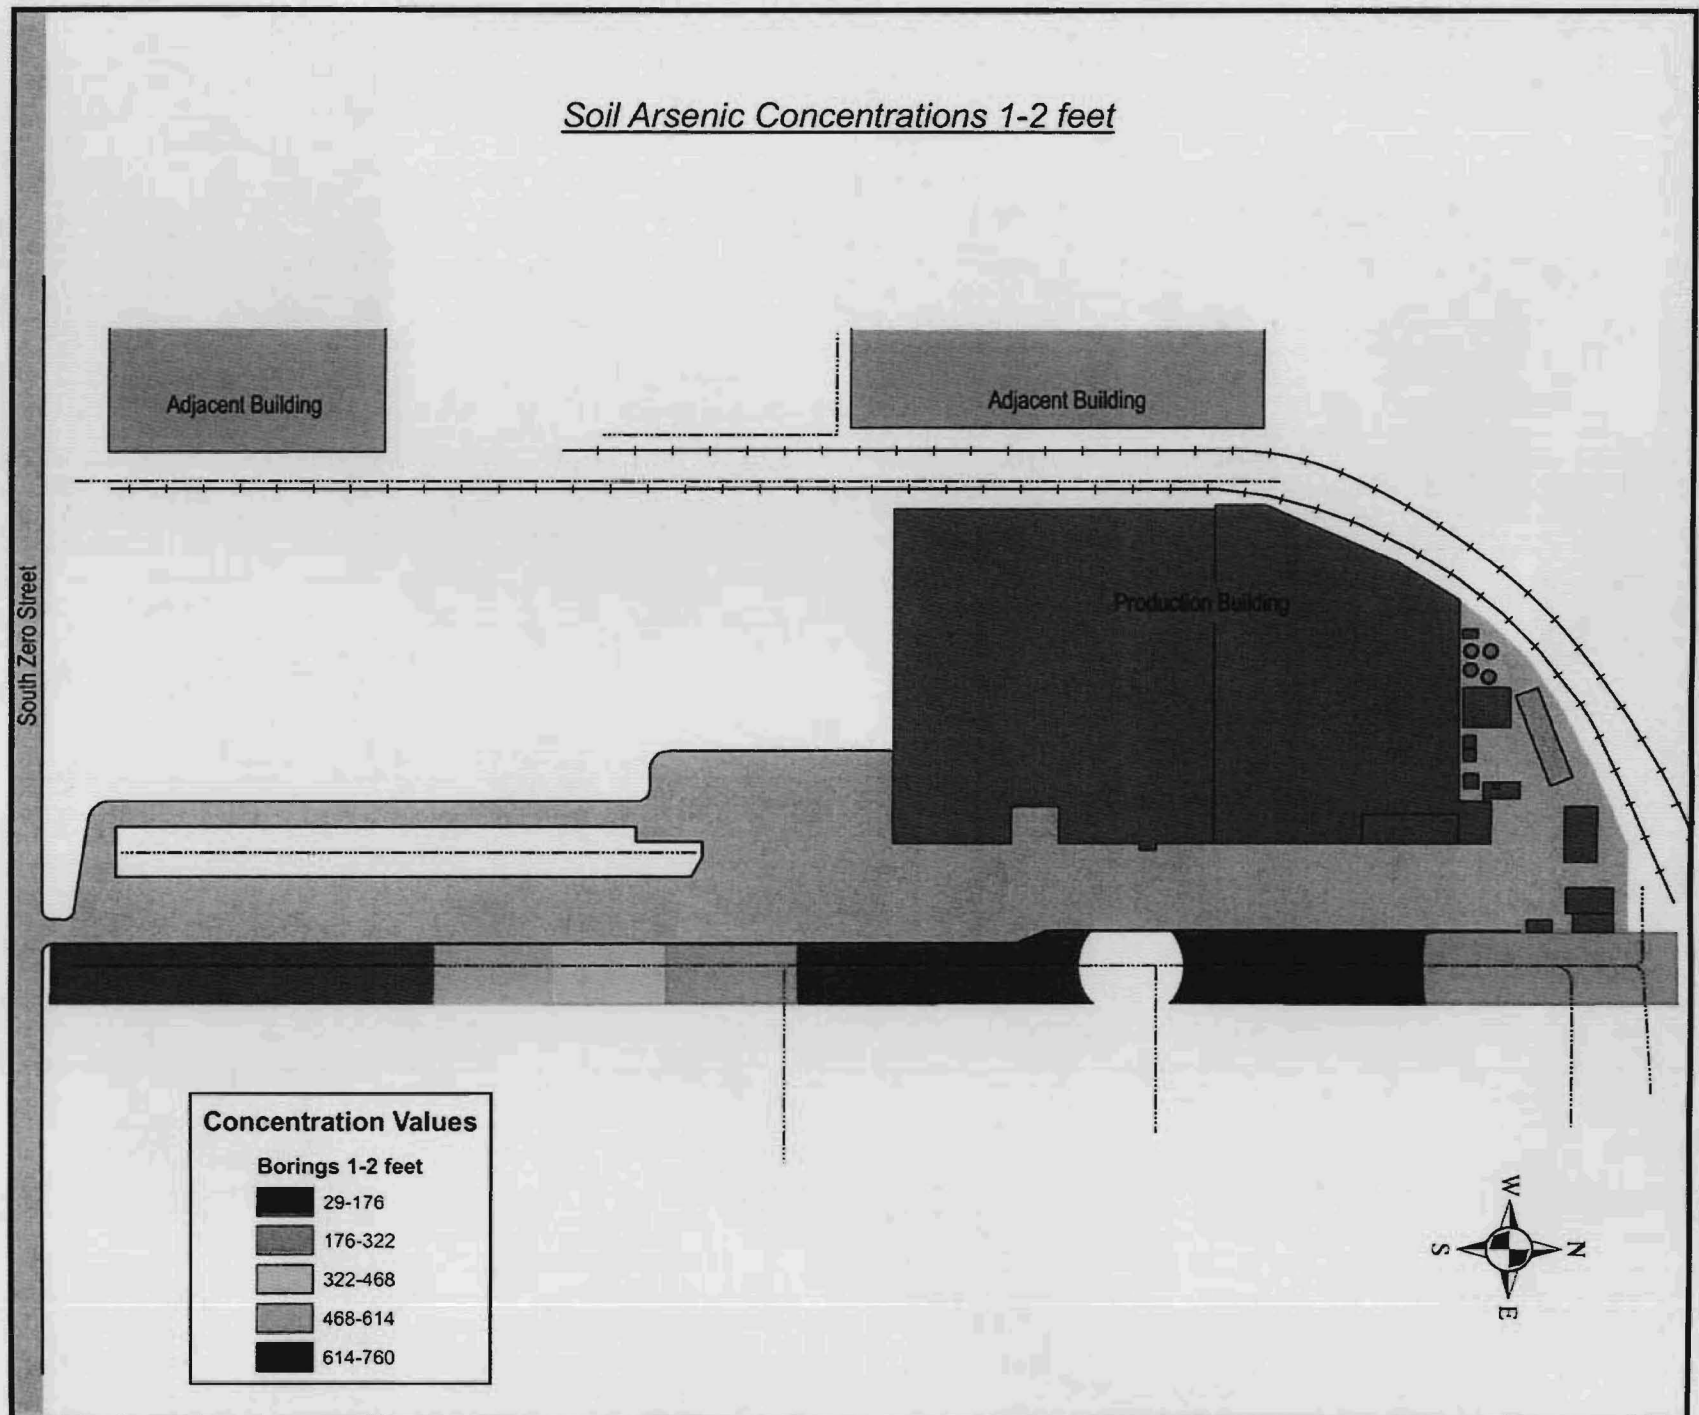 Soil Arsenic Concentrations 1-2 feet
Adjacent Building
Adjacent Building
South Zero Street
Production Building
Concentration Values
Borings 1-2 feet
29-176
176-322
322-468
468-614
614-760
W
S
N
E